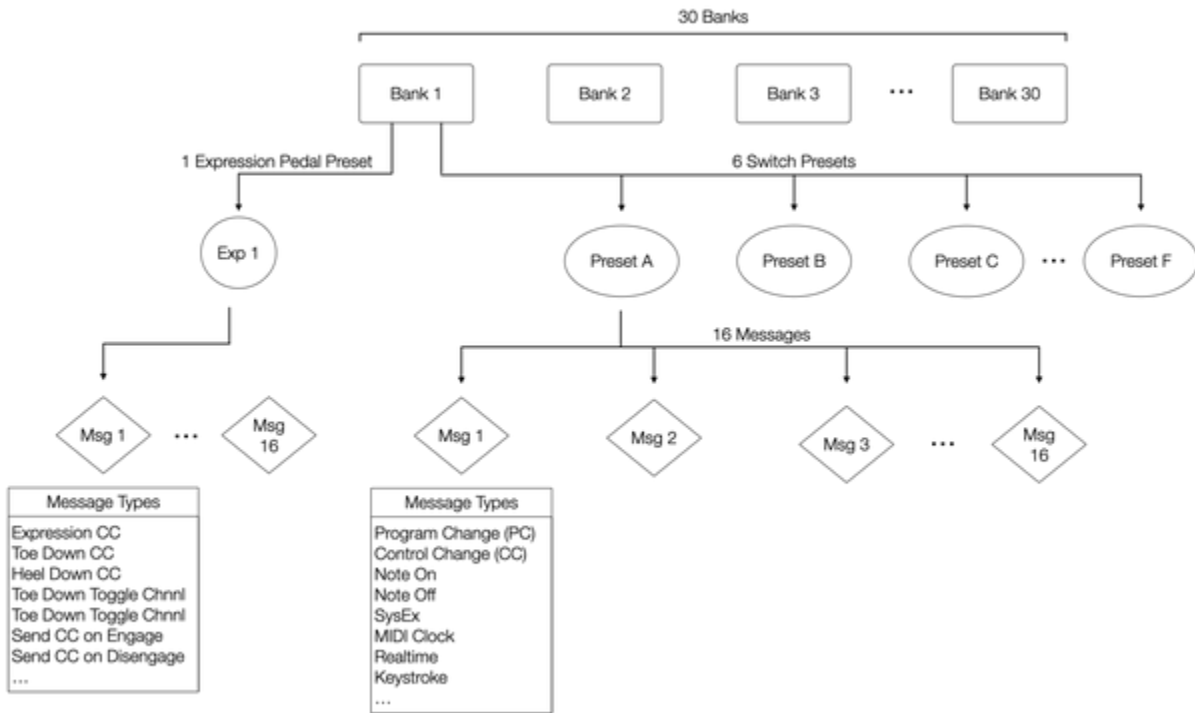 30 Banks
Bank 1
Bank 2
Bank 3
...
Bank 30
1 Expression Pedal Preset
6 Switch Presets
Exp 1
Preset A
Preset B
Preset C
...
Preset F
16 Messages
Msg 1
...
Msg
16
Msg 1
Msg 2
Msg 3
...
Msg
16
Message Types
Expression CC
Toe Down CC
Heel Down CC
Toe Down Toggle Chnnl
Toe Down Toggle Chnnl
Send CC on Engage
Send CC on Disengage
...
Message Types
Program Change (PC)
Control Change (CC)
Note On
Note Off
SysEx
MIDI Clock
Realtime
Keystroke
...